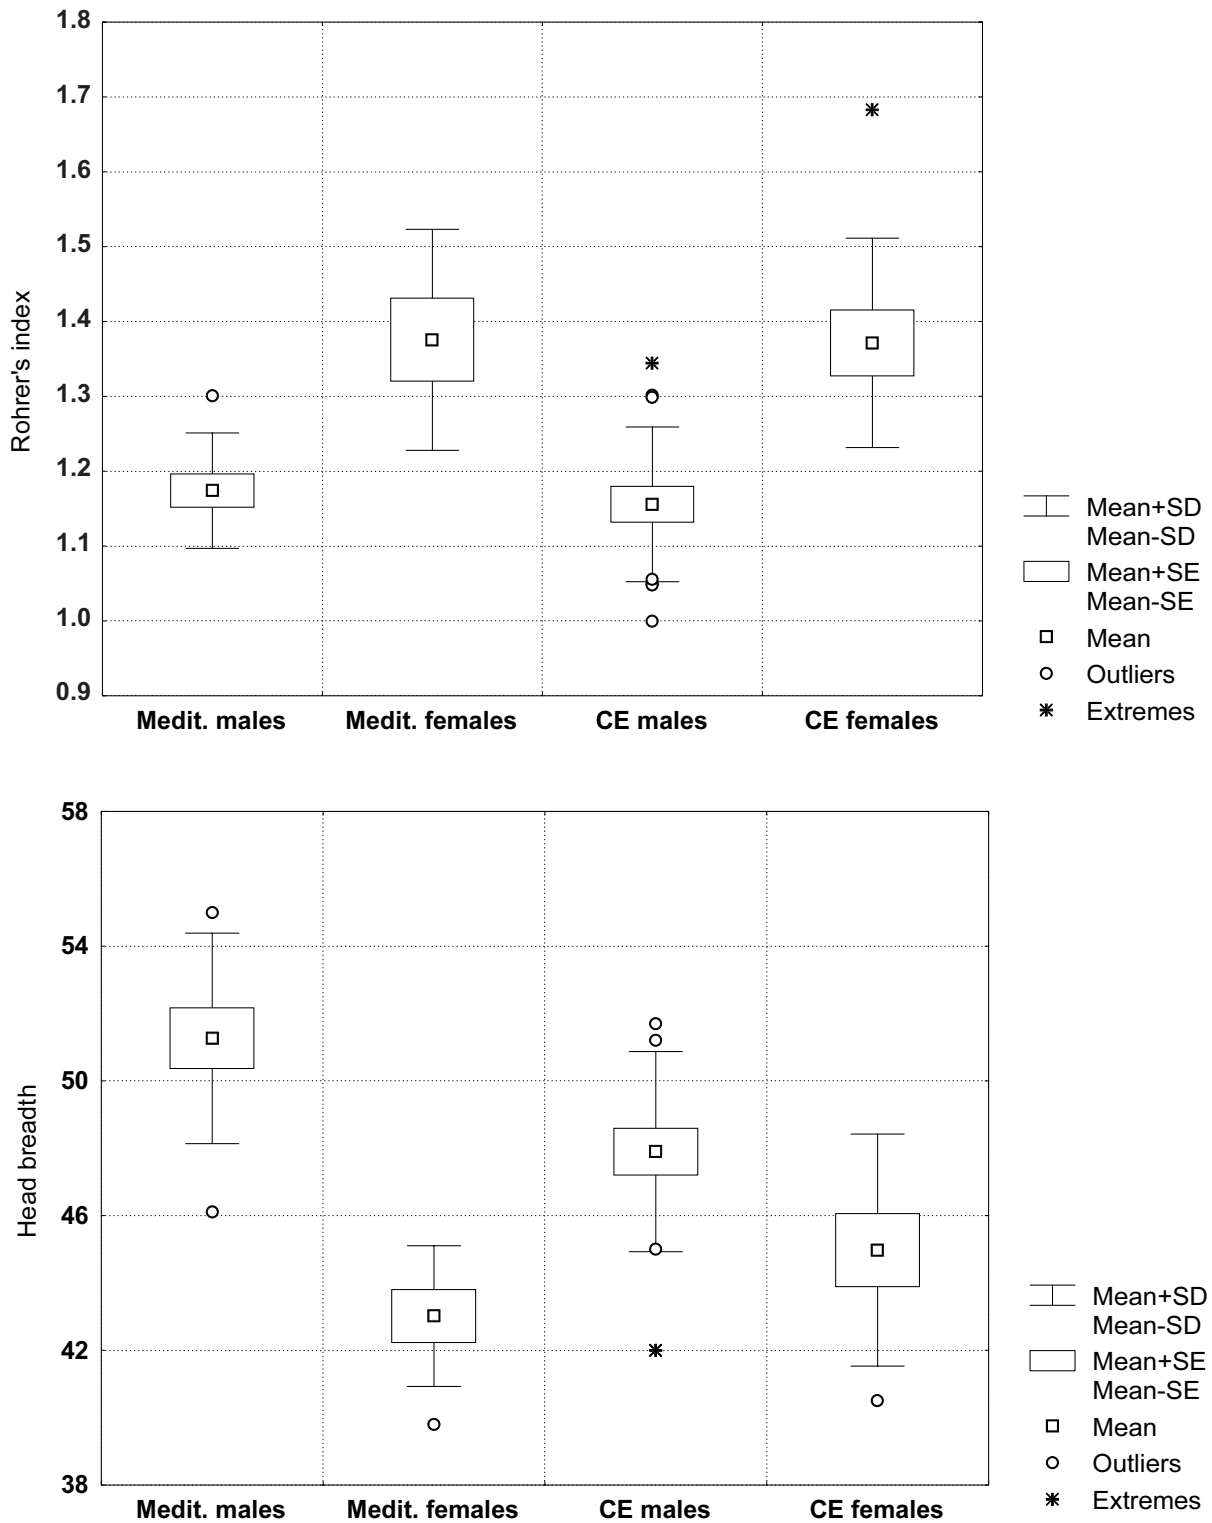 1.8
1.7
1.6
1.5
1.4
1.3
1.2
1.1
1.0
0.9
Rohrer's index
Medit. males
Medit. females
CE males
CE females
Mean+SD
Mean-SD
Mean+SE
Mean-SE
Mean
Outliers
Extremes
58
54
50
46
42
38
Head breadth
Medit. males
Medit. females
CE males
CE females
Mean+SD
Mean-SD
Mean+SE
Mean-SE
Mean
Outliers
Extremes